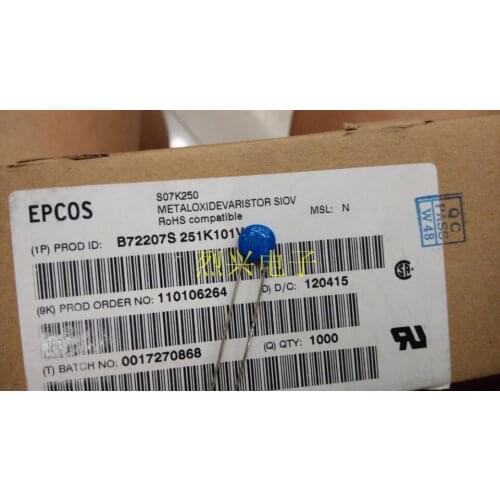 S07K250
EPCOS
METALOXIDEVARISTOR SIOV
RoHS compatible
MSL: N
(1P) PROD ID: B72207S 251K101V
烈兴电子
(9K) PROD ORDER NO: 110106264
D/C: 120415
(T) BATCH NO: 0017270868
(Q) QTY: 1000
QC
PASS
W48